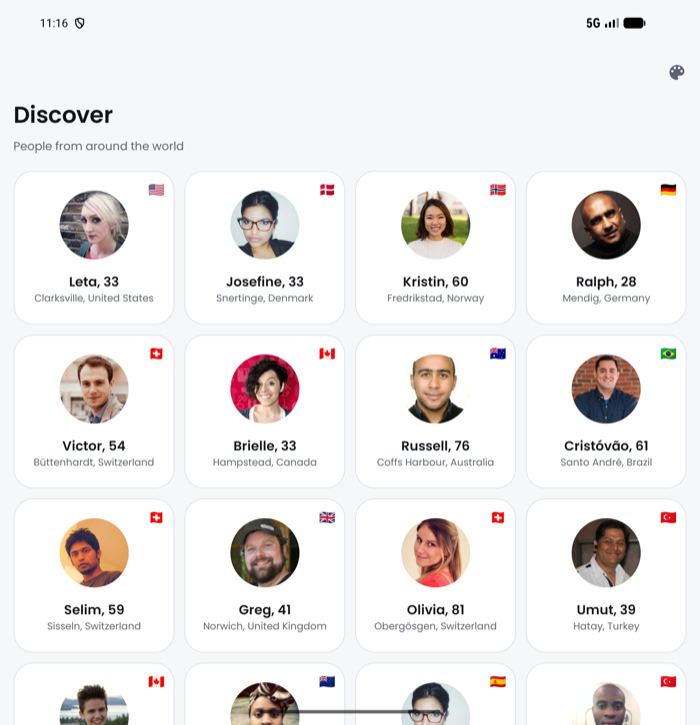 11:16
5G
Discover
People from around the world
Leta, 33
Clarksville, United States
Josefine, 33
Snertinge, Denmark
Kristin, 60
Fredrikstad, Norway
Ralph, 28
Mendig, Germany
Victor, 54
Büttenhardt, Switzerland
Brielle, 33
Hampstead, Canada
Russell, 76
Coffs Harbour, Australia
Cristóvão, 61
Santo André, Brazil
Selim, 59
Sisseln, Switzerland
Greg, 41
Norwich, United Kingdom
Olivia, 81
Obergösgen, Switzerland
Umut, 39
Hatay, Turkey